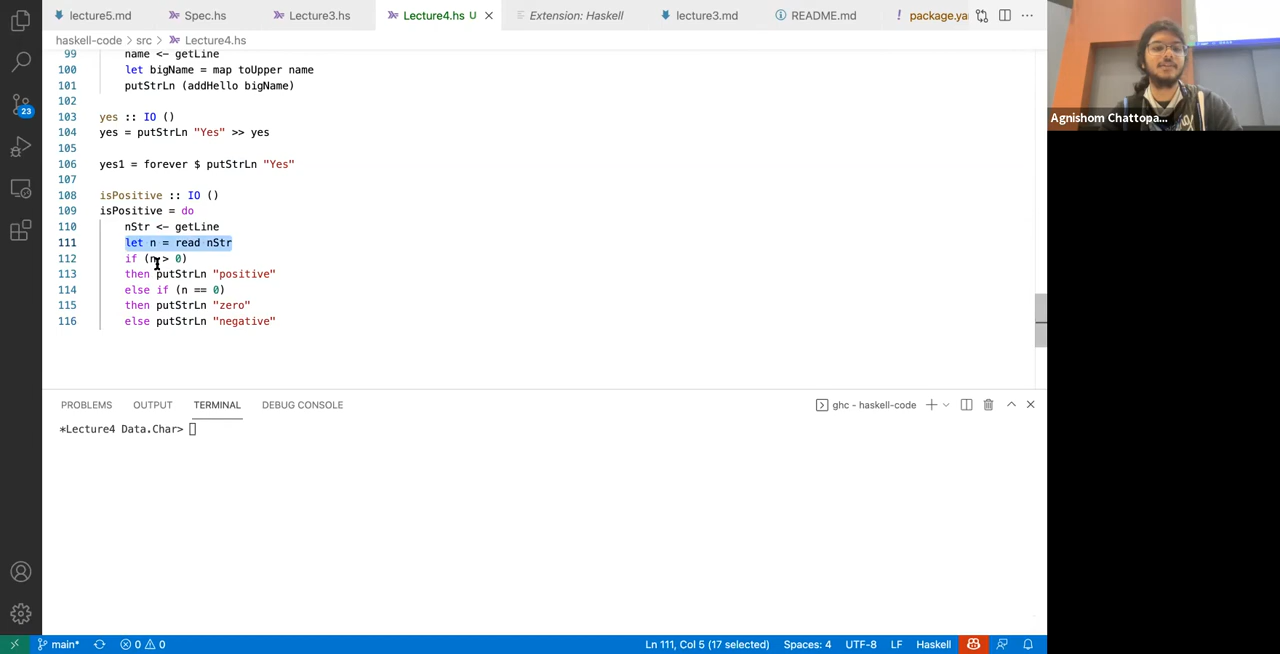 lecture5.md Spec.hs Lecture3.hs Lecture4.hs U Extension: Haskell lecture3.md README.md ! package.ya
haskell-code > src > Lecture4.hs
99 name <- getLine
100 let bigName = map toUpper name
101 putStrLn (addHello bigName)
102
103 yes :: IO ()
104 yes = putStrLn "Yes" >> yes
105
106 yes1 = forever $ putStrLn "Yes"
107
108 isPositive :: IO ()
109 isPositive = do
110 nStr <- getLine
111 let n = read nStr
112 if (n > 0)
113 then putStrLn "positive"
114 else if (n == 0)
115 then putStrLn "zero"
116 else putStrLn "negative"
23
Agnishom Chattopa...
PROBLEMS OUTPUT TERMINAL DEBUG CONSOLE ghc - haskell-code
*Lecture4 Data.Char>
main* 0 0 Ln 111, Col 5 (17 selected) Spaces: 4 UTF-8 LF Haskell